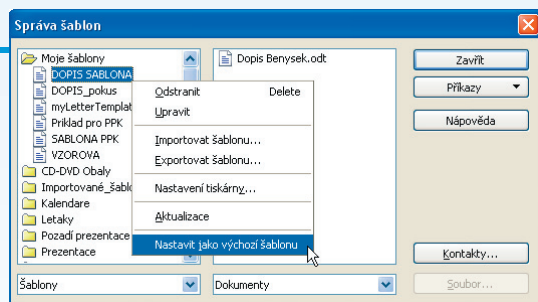 Správa šablon
Moje šablony
DOPIS SABLONA
DOPIS_pokus
myLetterTemplat
Priklad pro PPK
SABLONA PPK
VZOROVA
CD-DVD Obaly
Importované_šabl
Kalendare
Letaky
Pozadí prezentace
Prezentace
Dopis Benysek.odt
Odstranit Delete
Upravit
Importovat šablonu...
Exportovat šablonu...
Nastavení tiskárny...
Aktualizace
Nastavit jako výchozí šablonu
Zavřít
Příkazy
Nápověda
Kontakty...
Šablony
Dokumenty
Soubor...